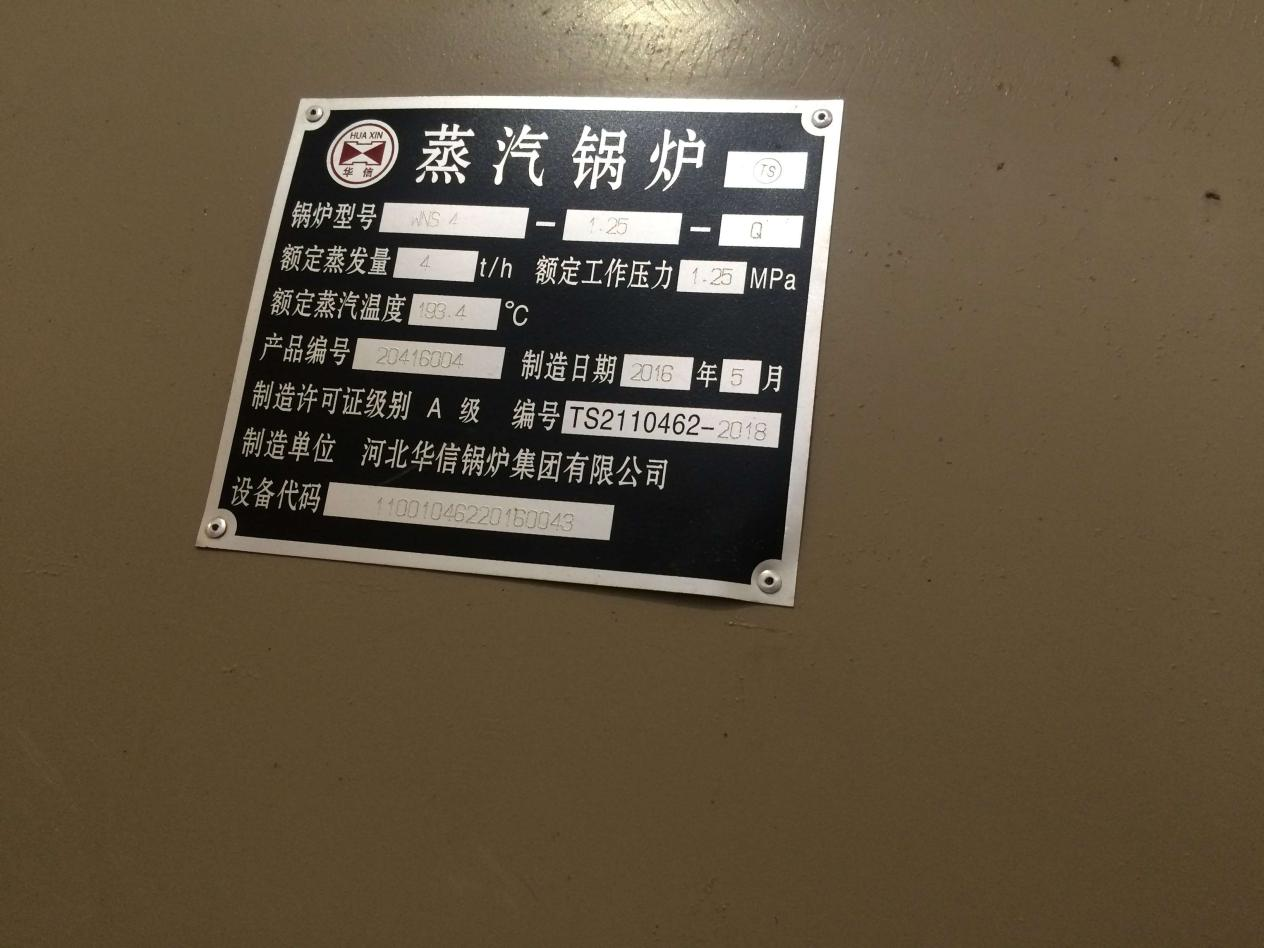 HUA XIN
华信
蒸汽锅炉 TS
锅炉型号 WNS 4 - 1.25 - Q
额定蒸发量 4 t/h 额定工作压力 1.25 MPa
额定蒸汽温度 193.4 ℃
产品编号 20416004 制造日期 2016 年 5 月
制造许可证级别 A 级 编号 TS2110462-2018
制造单位 河北华信锅炉集团有限公司
设备代码 11001046220160043